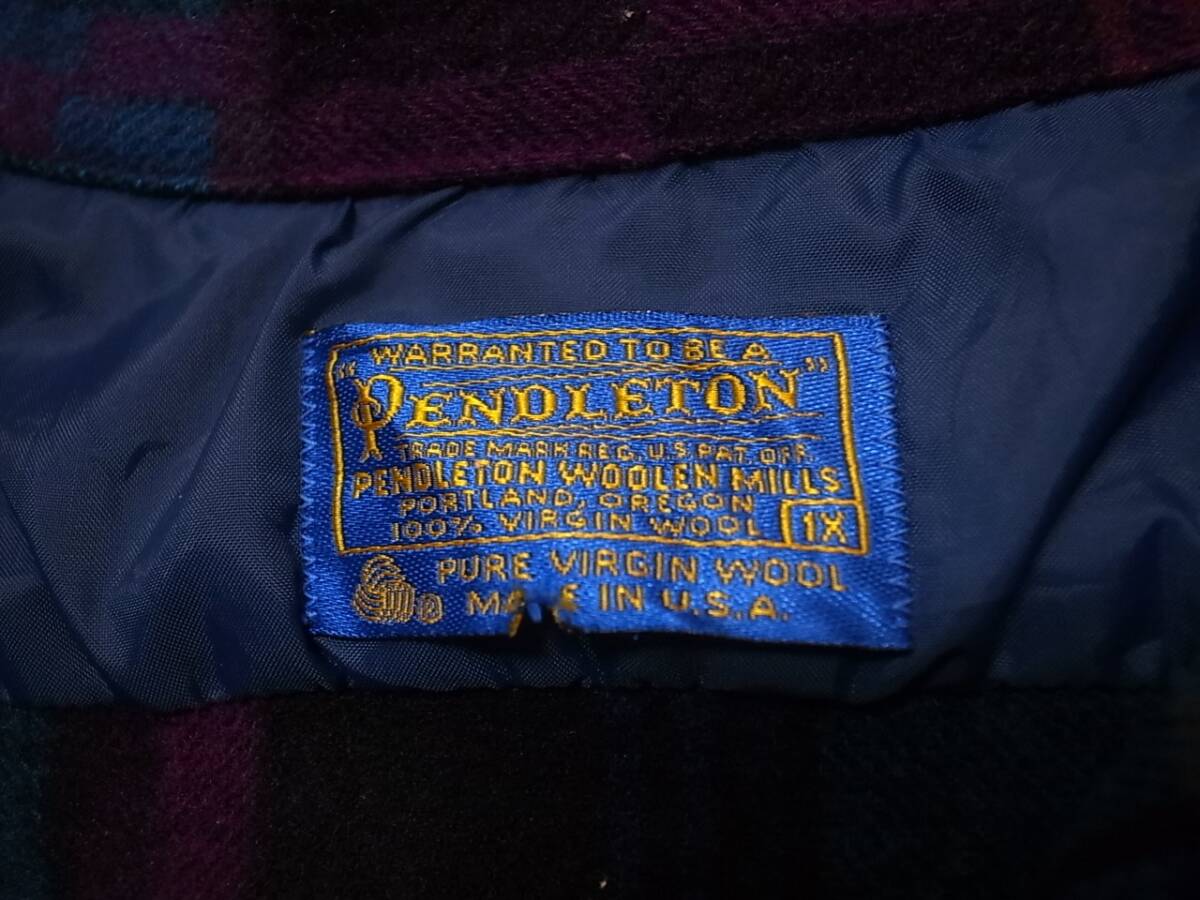 WARRANTED TO BE A
"PENDLETON"
TRADE MARK REG. U.S. PAT. OFF.
PENDLETON WOOLEN MILLS
PORTLAND, OREGON
100% VIRGIN WOOL 1X
PURE VIRGIN WOOL
® MADE IN U.S.A.